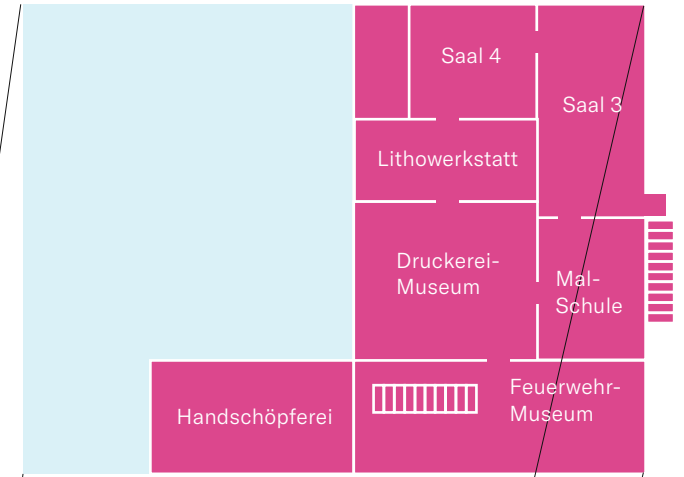 Saal 4
Saal 3
Lithowerkstatt
Druckerei-
Museum
Mal-
Schule
Feuerwehr-
Museum
Handschöpferei